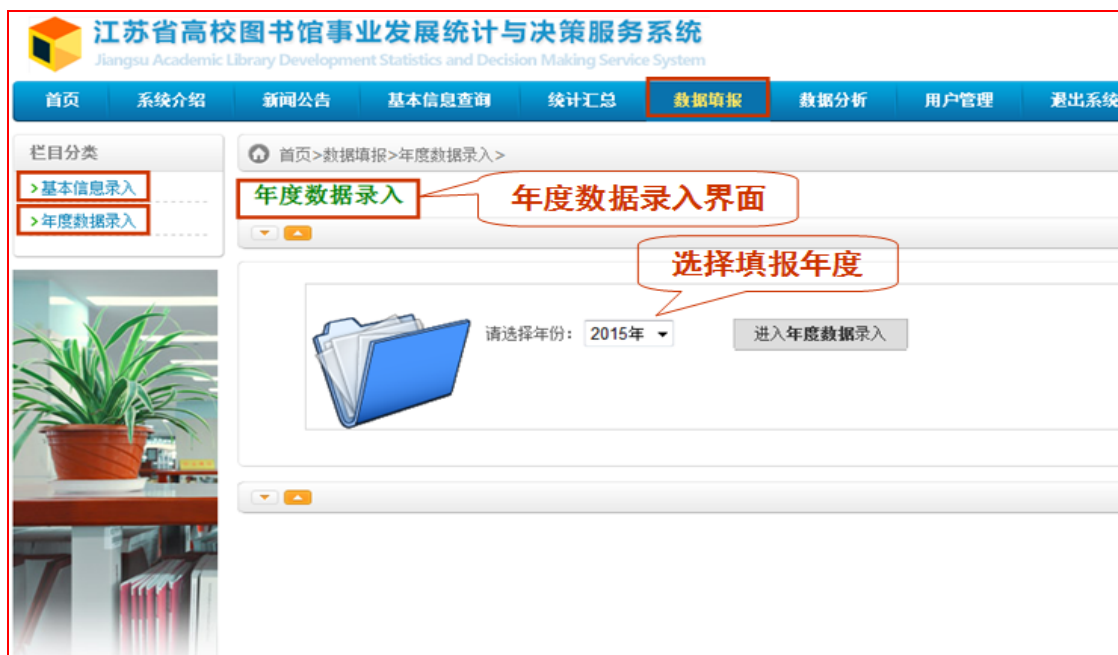 江苏省高校图书馆事业发展统计与决策服务系统
Jiangsu Academic Library Development Statistics and Decision Making Service System
首页 系统介绍 新闻公告 基本信息查询 统计汇总 数据填报 数据分析 用户管理 退出系统
栏目分类
首页>数据填报>年度数据录入>
>基本信息录入
>年度数据录入
年度数据录入
年度数据录入界面
选择填报年度
请选择年份： 2015年 进入年度数据录入